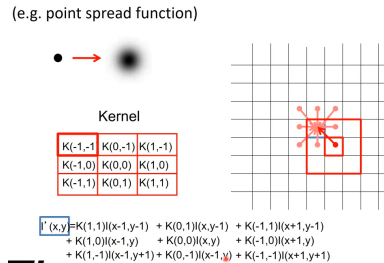 (e.g. point spread function)
Kernel
K(-1,-1 K(0,-1) K(1,-1)
K(-1,0) K(0,0) K(1,0)
K(-1,1) K(0,1) K(1,1)
I'(x,y)=K(1,1)I(x-1,y-1) + K(0,1)I(x,y-1) + K(-1,1)I(x+1,y-1)
+ K(1,0)I(x-1,y) + K(0,0)I(x,y) + K(-1,0)I(x+1,y)
+ K(1,-1)I(x-1,y+1) + K(0,-1)I(x-1,y) + K(-1,-1)I(x+1,y+1)